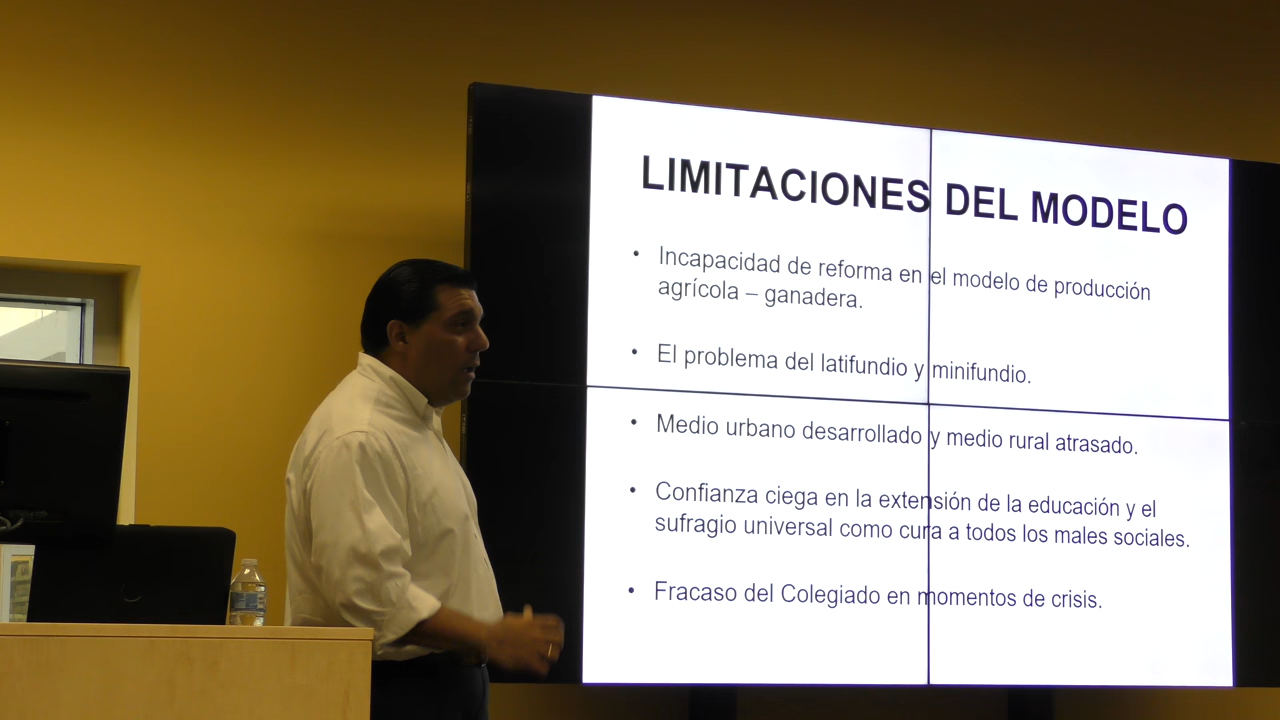 LIMITACIONES DEL MODELO
• Incapacidad de reforma en el modelo de producción
agrícola – ganadera.
• El problema del latifundio y minifundio.
• Medio urbano desarrollado y medio rural atrasado.
• Confianza ciega en la extensión de la educación y el
sufragio universal como cura a todos los males sociales.
• Fracaso del Colegiado en momentos de crisis.